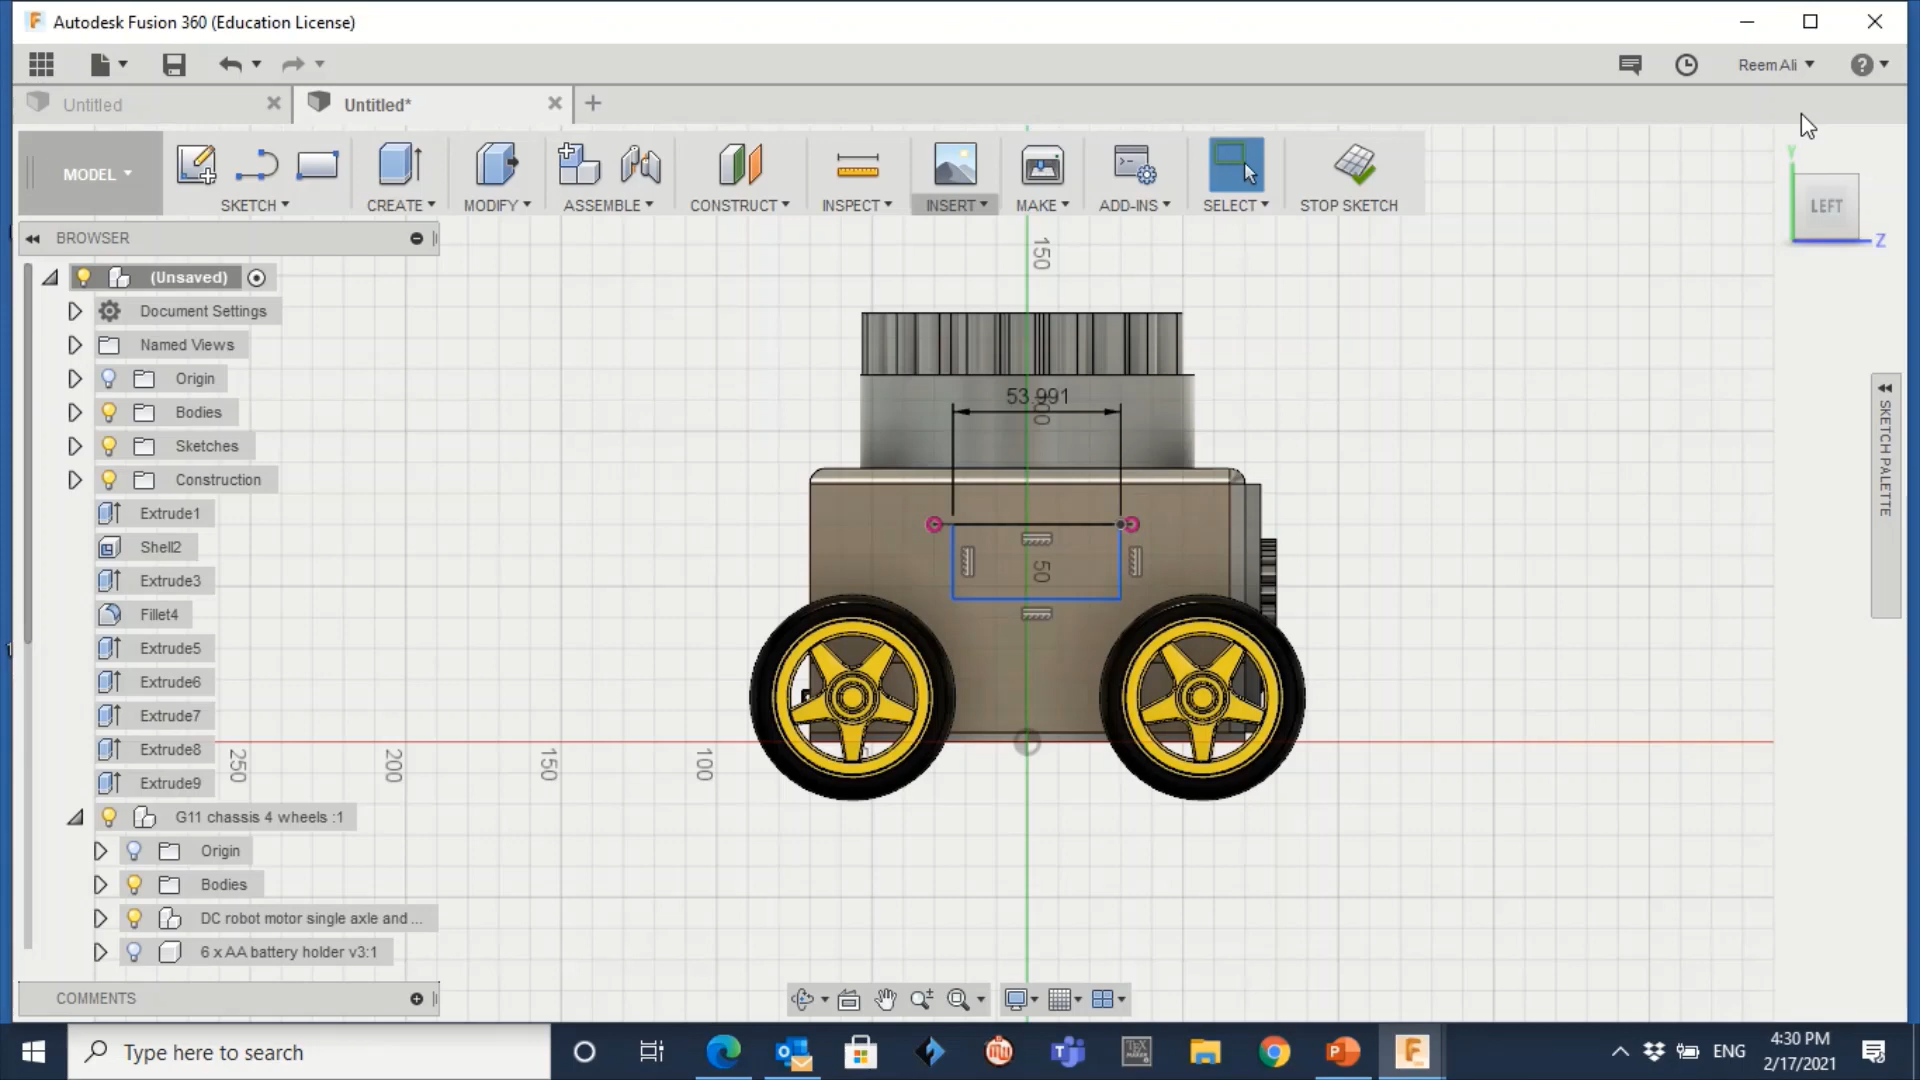 Autodesk Fusion 360 (Education License)
Reem Ali
Untitled
Untitled*
MODEL
SKETCH
CREATE
MODIFY
ASSEMBLE
CONSTRUCT
INSPECT
INSERT
MAKE
ADD-INS
SELECT
STOP SKETCH
BROWSER
(Unsaved)
Document Settings
Named Views
Origin
Bodies
Sketches
Construction
Extrude1
Shell2
Extrude3
Fillet4
Extrude5
Extrude6
Extrude7
Extrude8
Extrude9
G11 chassis 4 wheels :1
Origin
Bodies
DC robot motor single axle and ...
6 x AA battery holder v3:1
COMMENTS
Y
LEFT
Z
SKETCH PALETTE
150
53.991
50
250
200
150
100
Type here to search
ENG
4:30 PM
2/17/2021